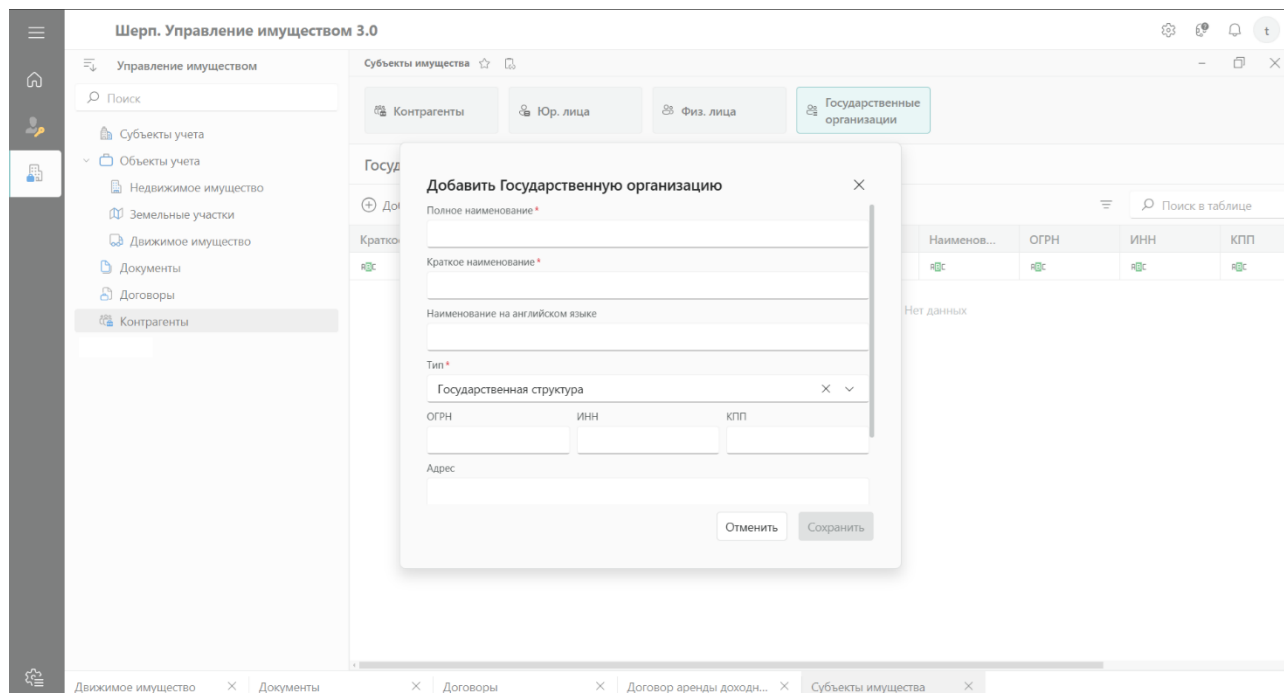 Шерп. Управление имуществом 3.0
t
Управление имуществом
Поиск
Субъекты учета
Объекты учета
Недвижимое имущество
Земельные участки
Движимое имущество
Документы
Договоры
Контрагенты
Субъекты имущества
Контрагенты
Юр. лица
Физ. лица
Государственные
организации
Госуд
Доб
Поиск в таблице
Кратко
Наименов...
ОГРН
ИНН
КПП
Нет данных
Добавить Государственную организацию
Полное наименование *
Краткое наименование *
Наименование на английском языке
Тип *
Государственная структура
ОГРН
ИНН
КПП
Адрес
Отменить
Сохранить
Движимое имущество
Документы
Договоры
Договор аренды доходн...
Субъекты имущества